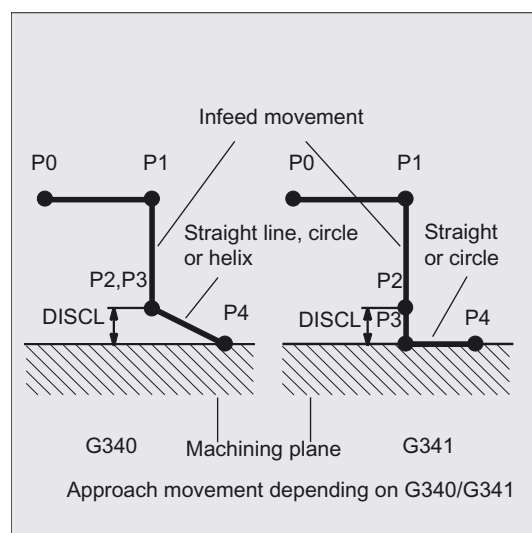 Infeed movement
P0 P1 P0 P1
Straight line, circle
or helix
Straight
or circle
P2,P3 P2
DISCL P4 DISCL P3 P4
G340 Machining plane G341
Approach movement depending on G340/G341